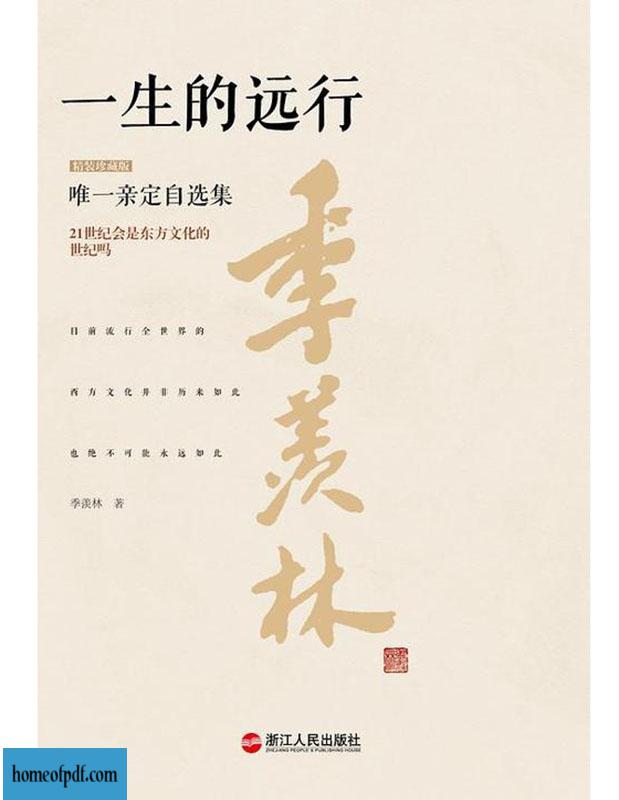 一生的远行
精装珍藏版
唯一亲定自选集
21世纪会是东方文化的
世纪吗
目前流行全世界的
西方文化并非历来如此
也绝不可能永远如此
季羡林 著
季羡林
浙江人民出版社
ZHEJIANG PEOPLE'S PUBLISHING HOUSE
homeofpdf.com